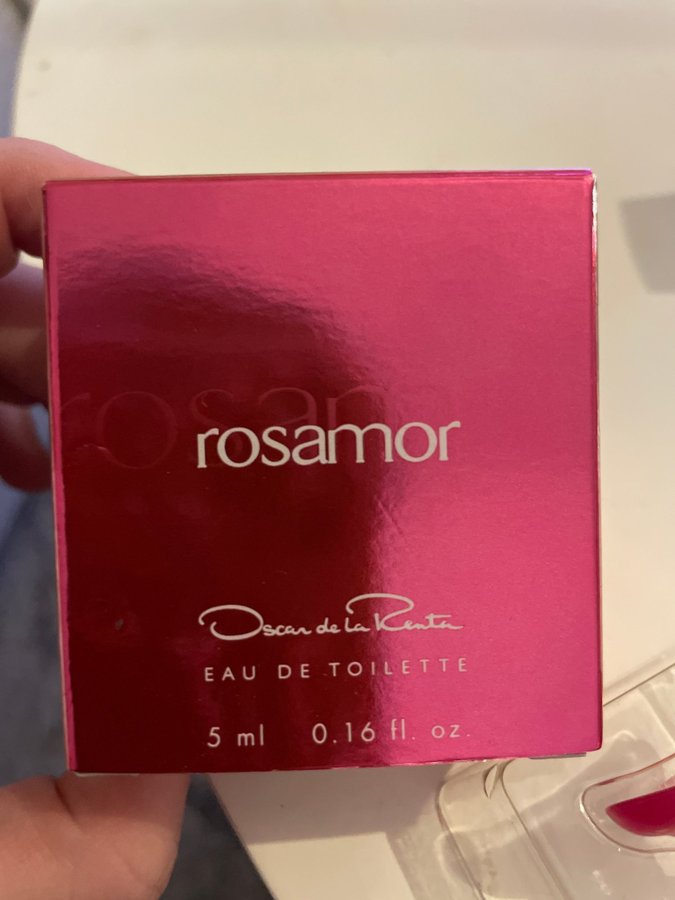 rosamor
Oscar de la Renta
EAU DE TOILETTE
5 ml 0.16 fl. oz.